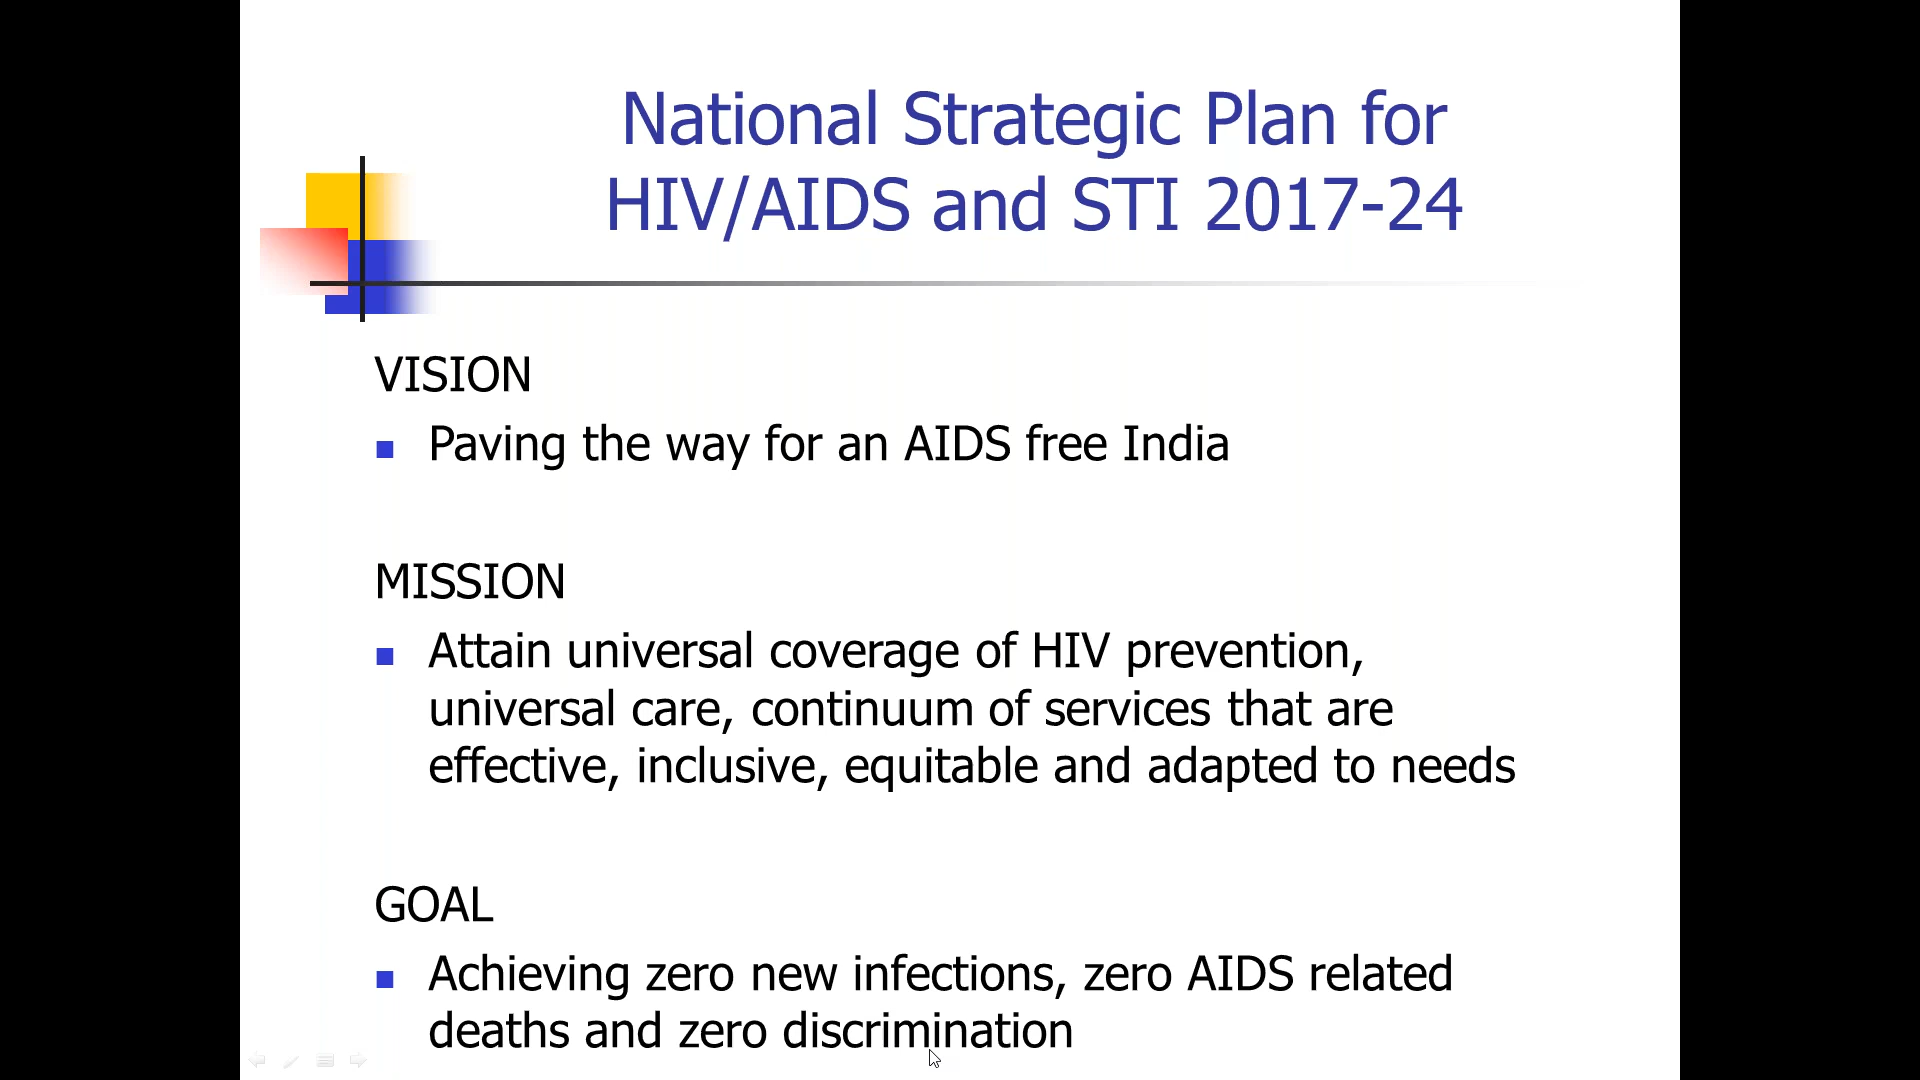 National Strategic Plan for
HIV/AIDS and STI 2017-24
VISION
Paving the way for an AIDS free India
MISSION
Attain universal coverage of HIV prevention,
universal care, continuum of services that are
effective, inclusive, equitable and adapted to needs
GOAL
Achieving zero new infections, zero AIDS related
deaths and zero discrimination